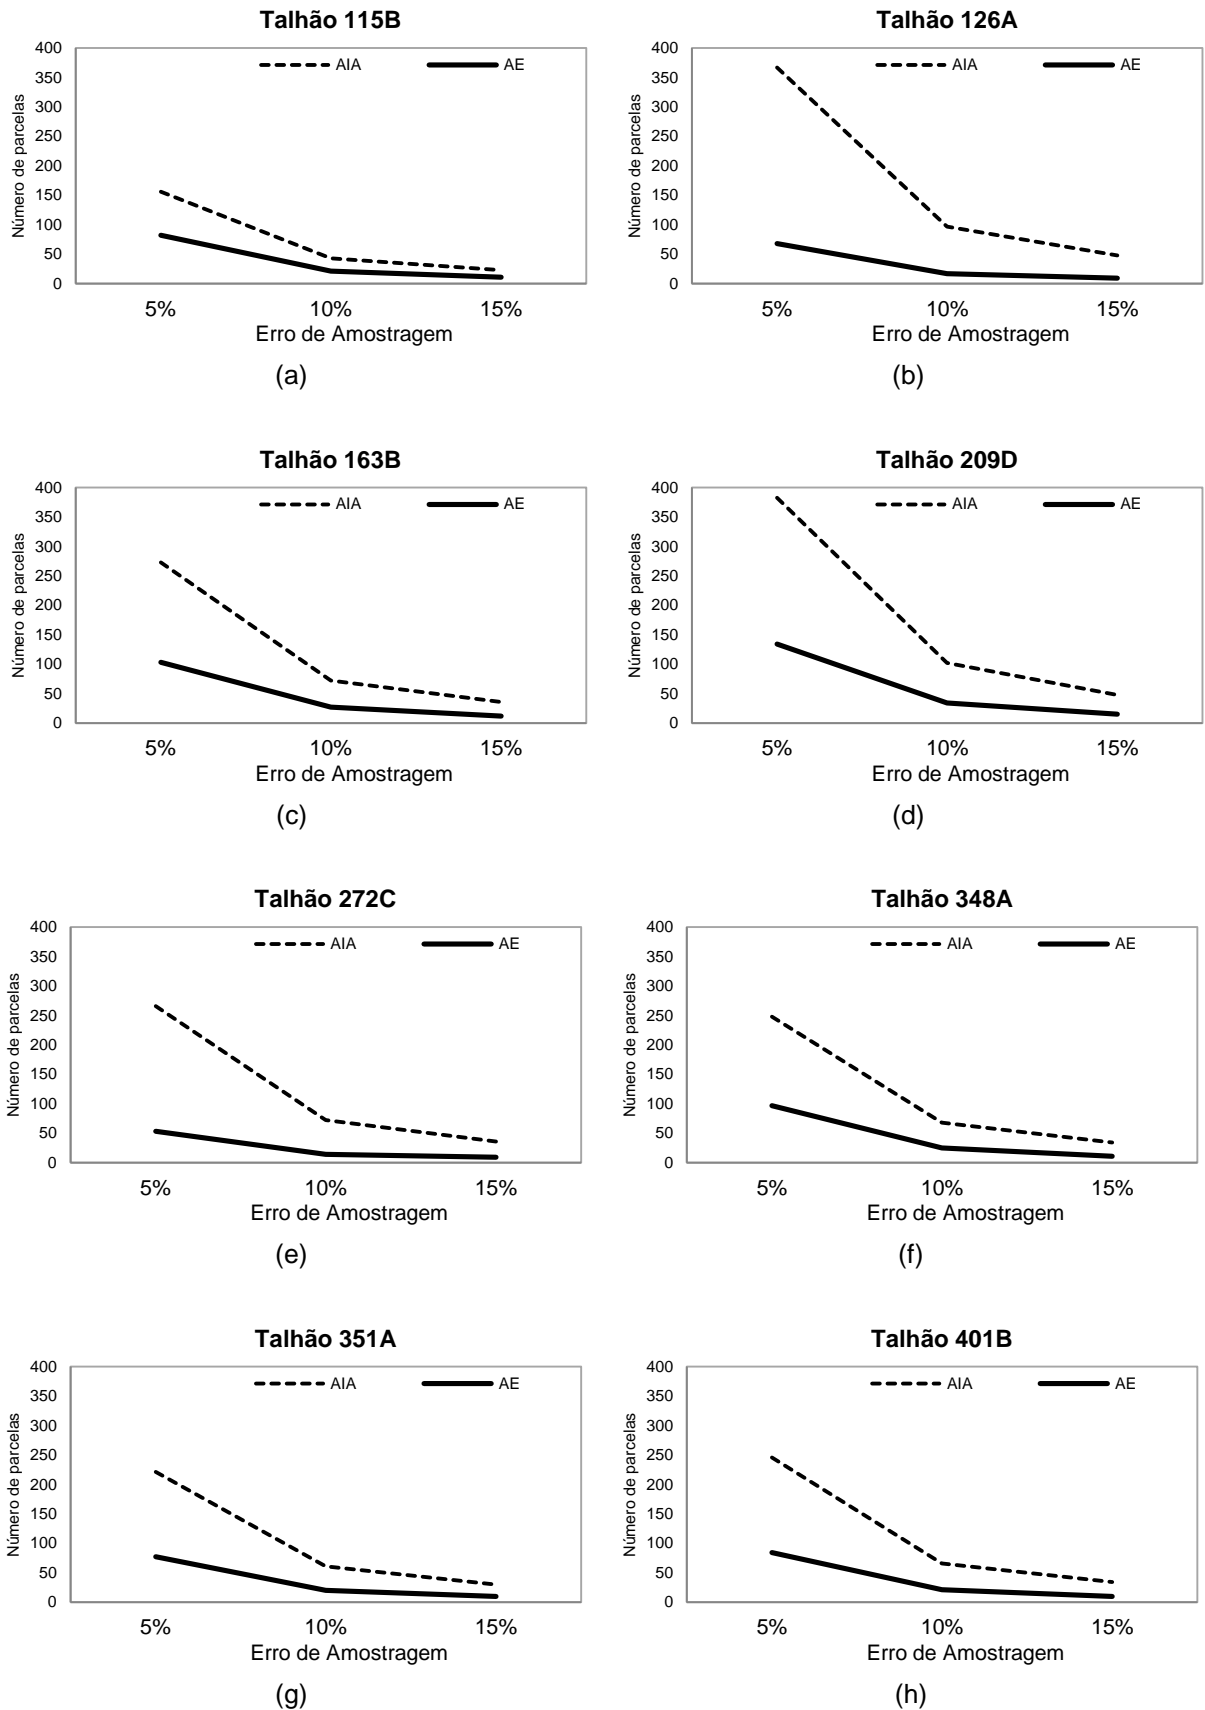 Talhão 115B
Número de parcelas
400
350
300
250
200
150
100
50
0
AIA
AE
5% 10% 15%
Erro de Amostragem
(a)
Talhão 126A
Número de parcelas
400
350
300
250
200
150
100
50
0
AIA
AE
5% 10% 15%
Erro de Amostragem
(b)
Talhão 163B
Número de parcelas
400
350
300
250
200
150
100
50
0
AIA
AE
5% 10% 15%
Erro de Amostragem
(c)
Talhão 209D
Número de parcelas
400
350
300
250
200
150
100
50
0
AIA
AE
5% 10% 15%
Erro de Amostragem
(d)
Talhão 272C
Número de parcelas
400
350
300
250
200
150
100
50
0
AIA
AE
5% 10% 15%
Erro de Amostragem
(e)
Talhão 348A
Número de parcelas
400
350
300
250
200
150
100
50
0
AIA
AE
5% 10% 15%
Erro de Amostragem
(f)
Talhão 351A
Número de parcelas
400
350
300
250
200
150
100
50
0
AIA
AE
5% 10% 15%
Erro de Amostragem
(g)
Talhão 401B
Número de parcelas
400
350
300
250
200
150
100
50
0
AIA
AE
5% 10% 15%
Erro de Amostragem
(h)